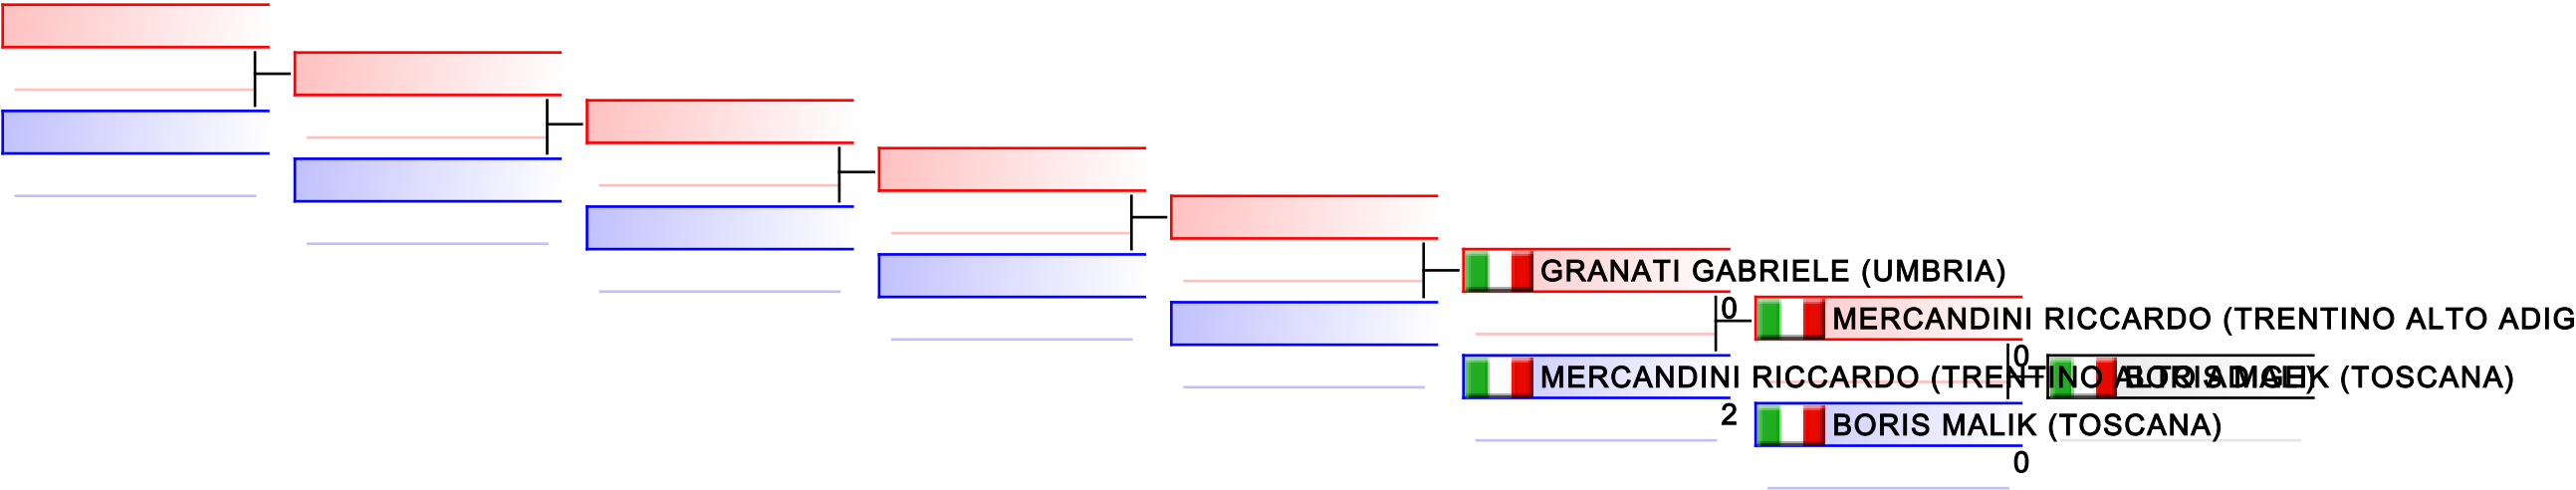 GRANATI GABRIELE (UMBRIA)
0
MERCANDINI RICCARDO (TRENTINO ALTO ADIG
0
MERCANDINI RICCARDO (TRENTINO ALTO ADIGE)
BORIS MALIK (TOSCANA)
2
BORIS MALIK (TOSCANA)
0